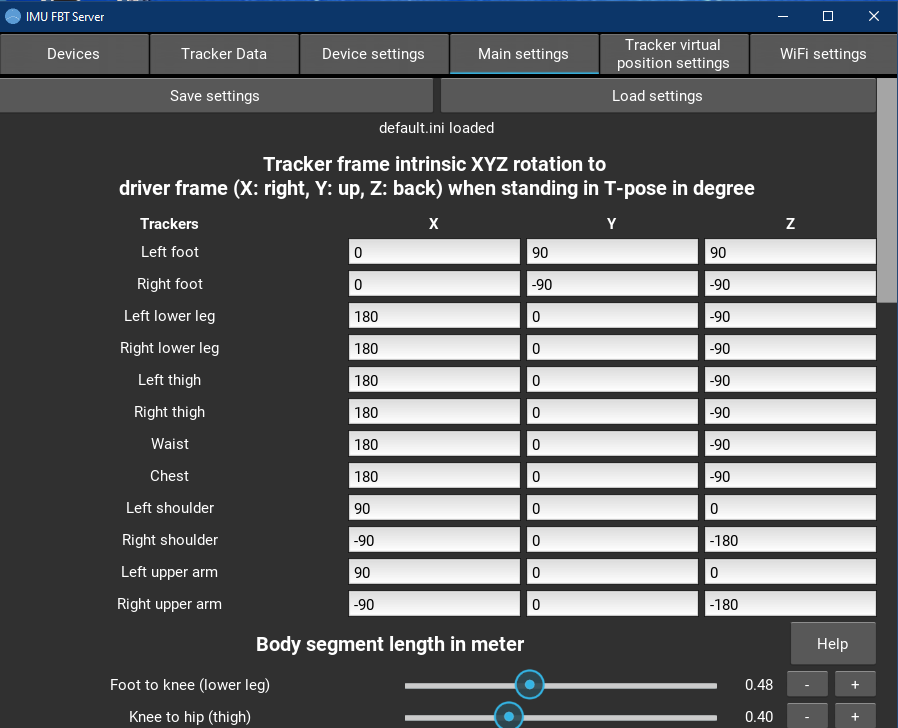 IMU FBT Server
Devices
Tracker Data
Device settings
Main settings
Tracker virtual
position settings
WiFi settings
Save settings
Load settings
default.ini loaded
Tracker frame intrinsic XYZ rotation to
driver frame (X: right, Y: up, Z: back) when standing in T-pose in degree
Trackers X Y Z
Left foot 0 90 90
Right foot 0 -90 -90
Left lower leg 180 0 -90
Right lower leg 180 0 -90
Left thigh 180 0 -90
Right thigh 180 0 -90
Waist 180 0 -90
Chest 180 0 -90
Left shoulder 90 0 0
Right shoulder -90 0 -180
Left upper arm 90 0 0
Right upper arm -90 0 -180
Body segment length in meter
Help
Foot to knee (lower leg) 0.48 - +
Knee to hip (thigh) 0.40 - +